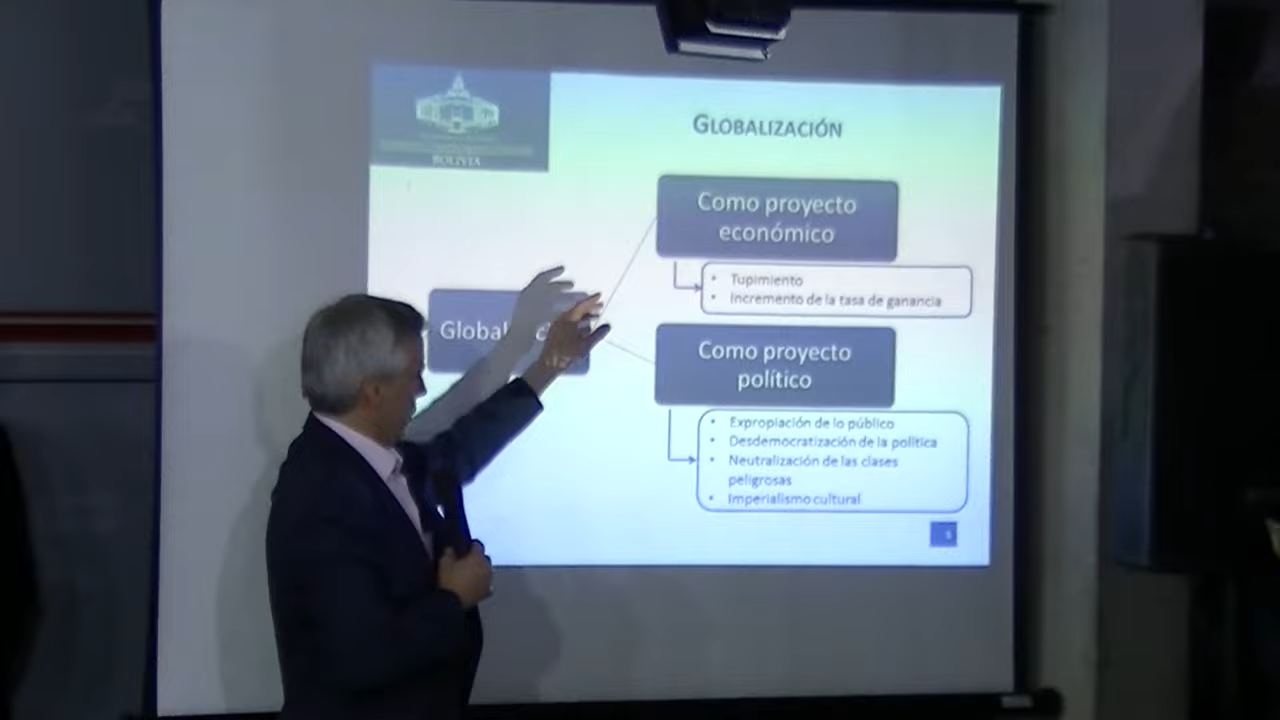 BOLIVIA
GLOBALIZACIÓN
Como proyecto
económico
• Tupimiento
• Incremento de la tasa de ganancia
Como proyecto
político
• Expropiación de lo público
• Desdemocratización de la política
• Neutralización de las clases
peligrosas
• Imperialismo cultural
5